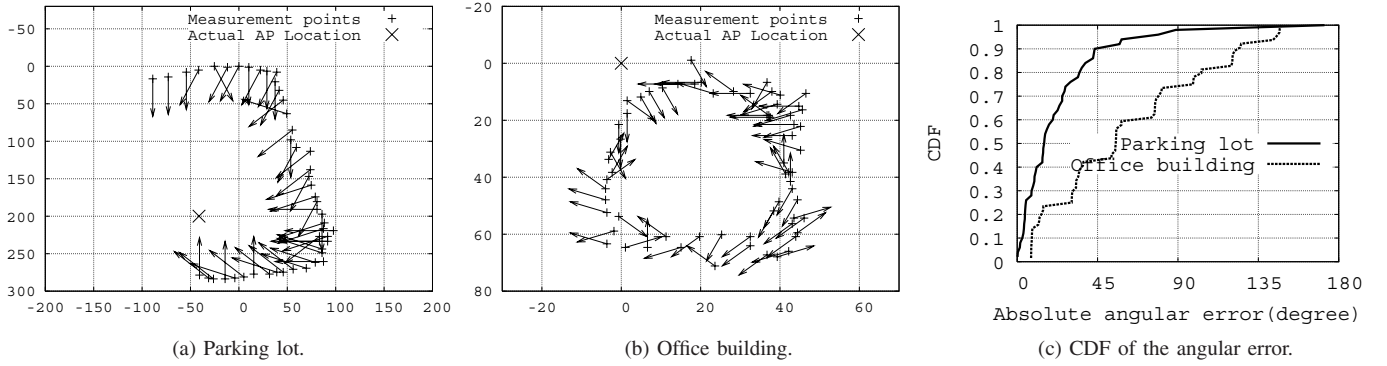 Measurement points
Actual AP Location
-50
0
50
100
150
200
250
300
-200 -150 -100 -50 0 50 100 150 200
(a) Parking lot.
Measurement points
Actual AP Location
-20
0
20
40
60
80
-20 0 20 40 60
(b) Office building.
CDF
1
0.9
0.8
0.7
0.6
0.5
0.4
0.3
0.2
0.1
0
Parking lot
Office building
0 45 90 135 180
Absolute angular error(degree)
(c) CDF of the angular error.